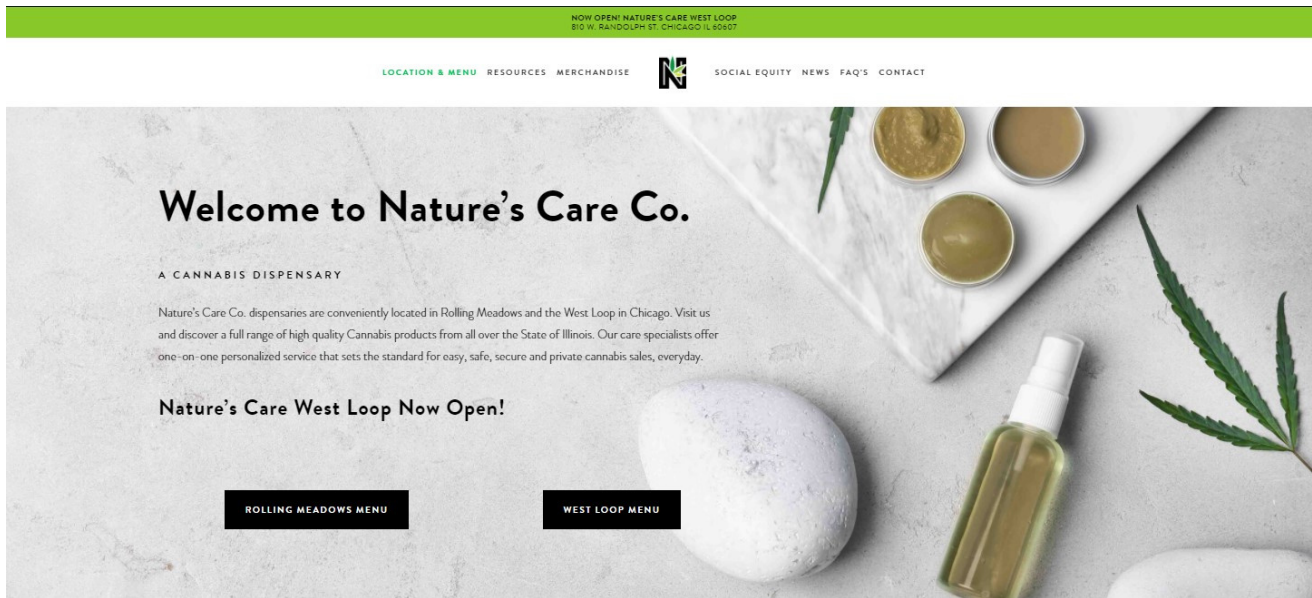 NOW OPEN! NATURE'S CARE WEST LOOP
810 W. RANDOLPH ST. CHICAGO IL 60607
LOCATION & MENU RESOURCES MERCHANDISE N SOCIAL EQUITY NEWS FAQ'S CONTACT
Welcome to Nature's Care Co.
A CANNABIS DISPENSARY
Nature's Care Co. dispensaries are conveniently located in Rolling Meadows and the West Loop in Chicago. Visit us
and discover a full range of high quality Cannabis products from all over the State of Illinois. Our care specialists offer
one-on-one personalized service that sets the standard for easy, safe, secure and private cannabis sales, everyday.
Nature's Care West Loop Now Open!
ROLLING MEADOWS MENU WEST LOOP MENU